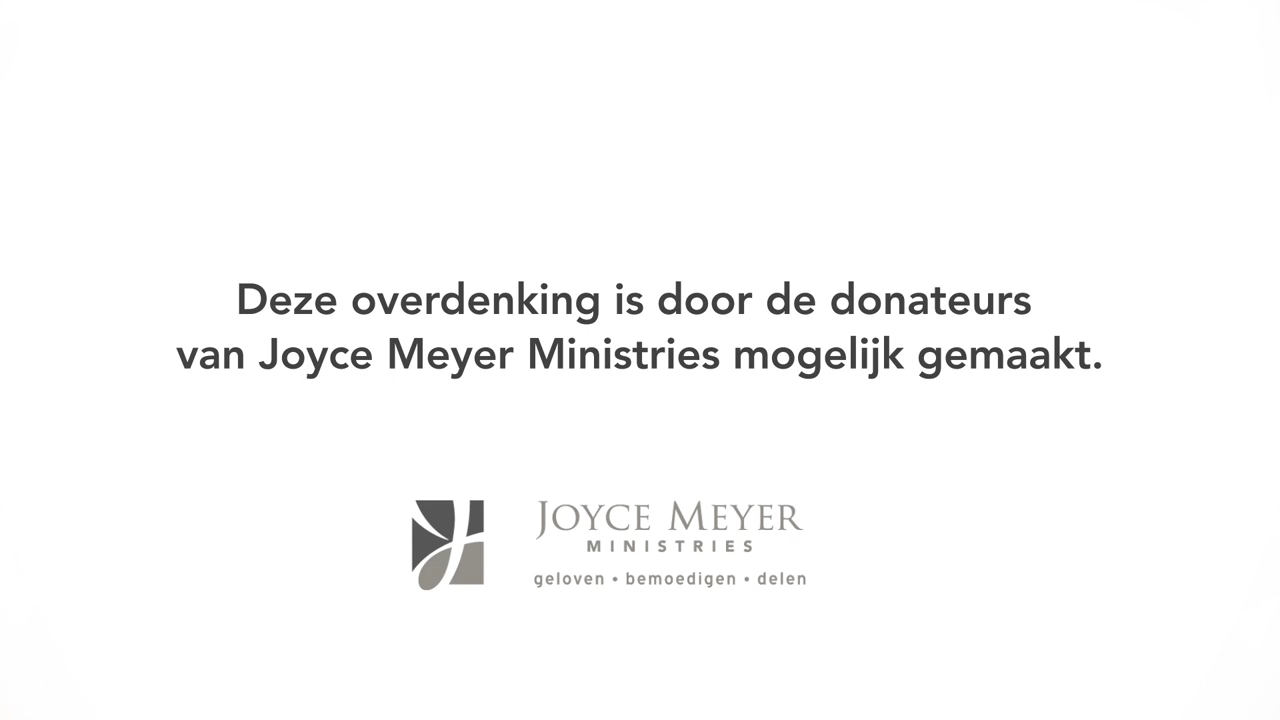 Deze overdenking is door de donateurs
van Joyce Meyer Ministries mogelijk gemaakt.
JOYCE MEYER
MINISTRIES
geloven • bemoedigen • delen